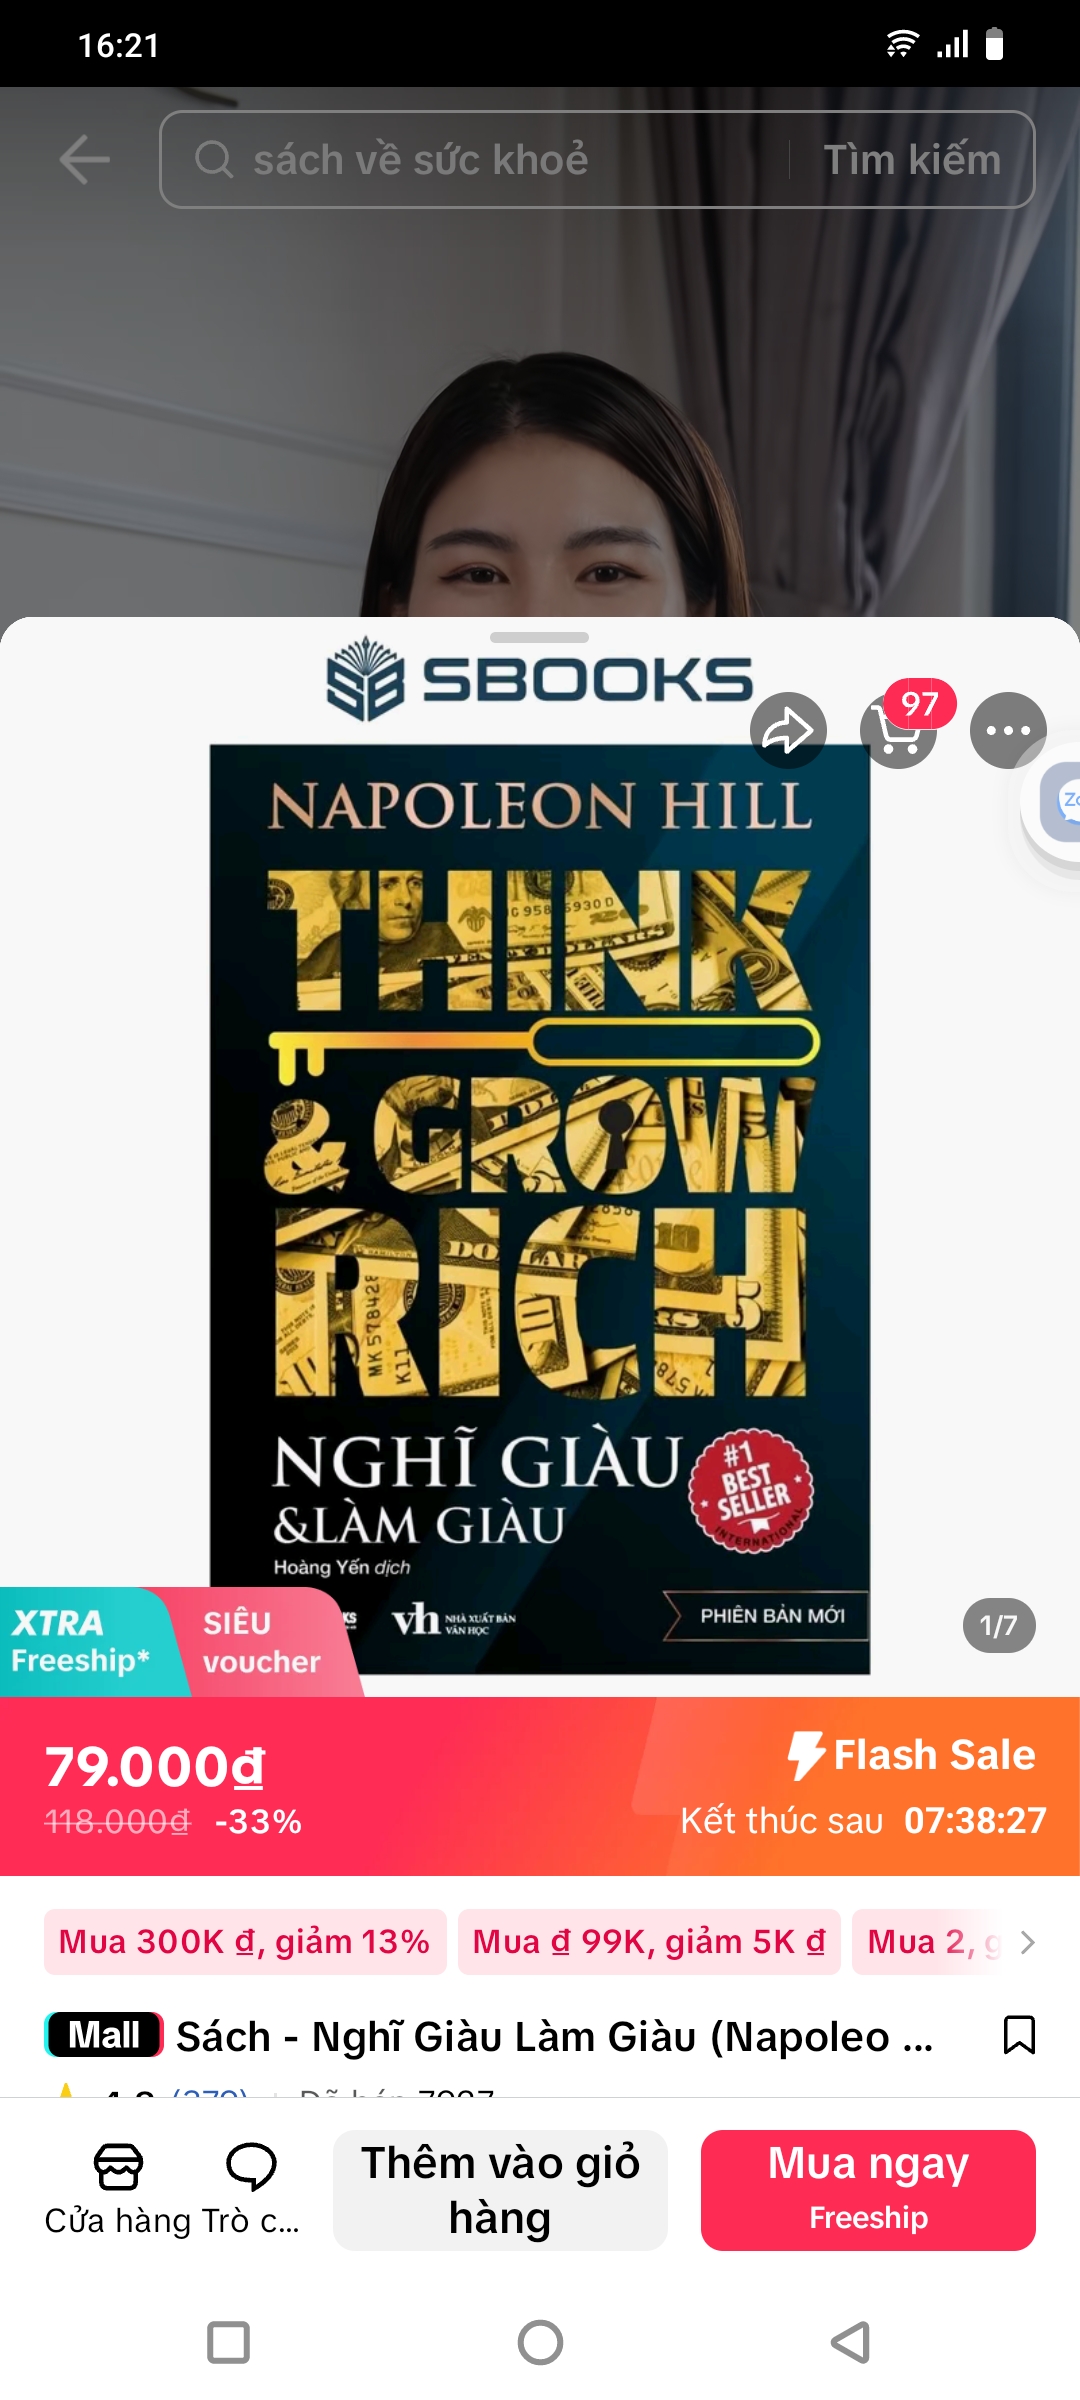 16:21
sách về sức khoẻ
Tìm kiếm
SBOOKS
97
NAPOLEON HILL
THINK
& GROW
RICH
NGHĨ GIÀU
&LÀM GIÀU
#1
BEST
SELLER
INTERNATIONAL
Hoàng Yến dịch
vh NHÀ XUẤT BẢN
VĂN HỌC
PHIÊN BẢN MỚI
1/7
XTRA
Freeship*
SIÊU
voucher
79.000₫
118.000₫ -33%
Flash Sale
Kết thúc sau 07:38:27
Mua 300K ₫, giảm 13%
Mua ₫ 99K, giảm 5K ₫
Mua 2,
Mall Sách - Nghĩ Giàu Làm Giàu (Napoleo ...
Cửa hàng
Trò c...
Thêm vào giỏ
hàng
Mua ngay
Freeship